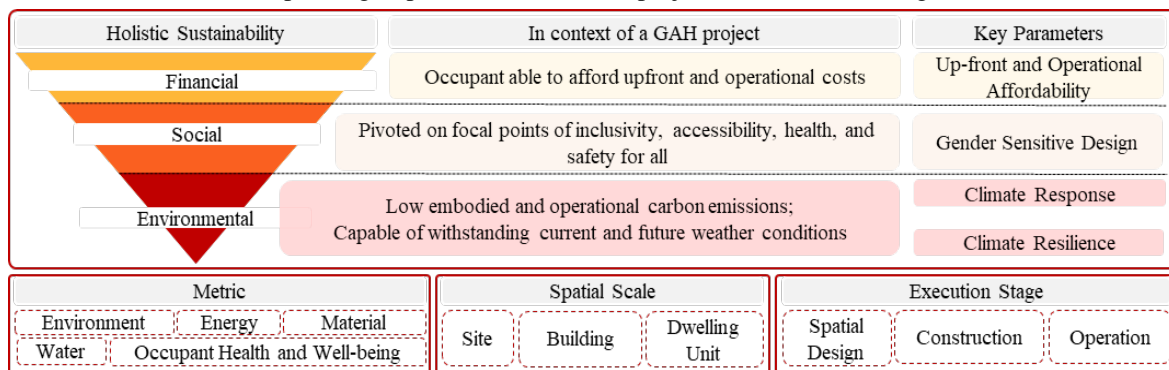 Holistic Sustainability
In context of a GAH project
Key Parameters
Financial
Occupant able to afford upfront and operational costs
Up-front and Operational
Affordability
Social
Pivoted on focal points of inclusivity, accessibility, health, and
safety for all
Gender Sensitive Design
Environmental
Low embodied and operational carbon emissions;
Capable of withstanding current and future weather conditions
Climate Response
Climate Resilience
Metric
Environment
Energy
Material
Water
Occupant Health and Well-being
Spatial Scale
Site
Building
Dwelling
Unit
Execution Stage
Spatial
Design
Construction
Operation